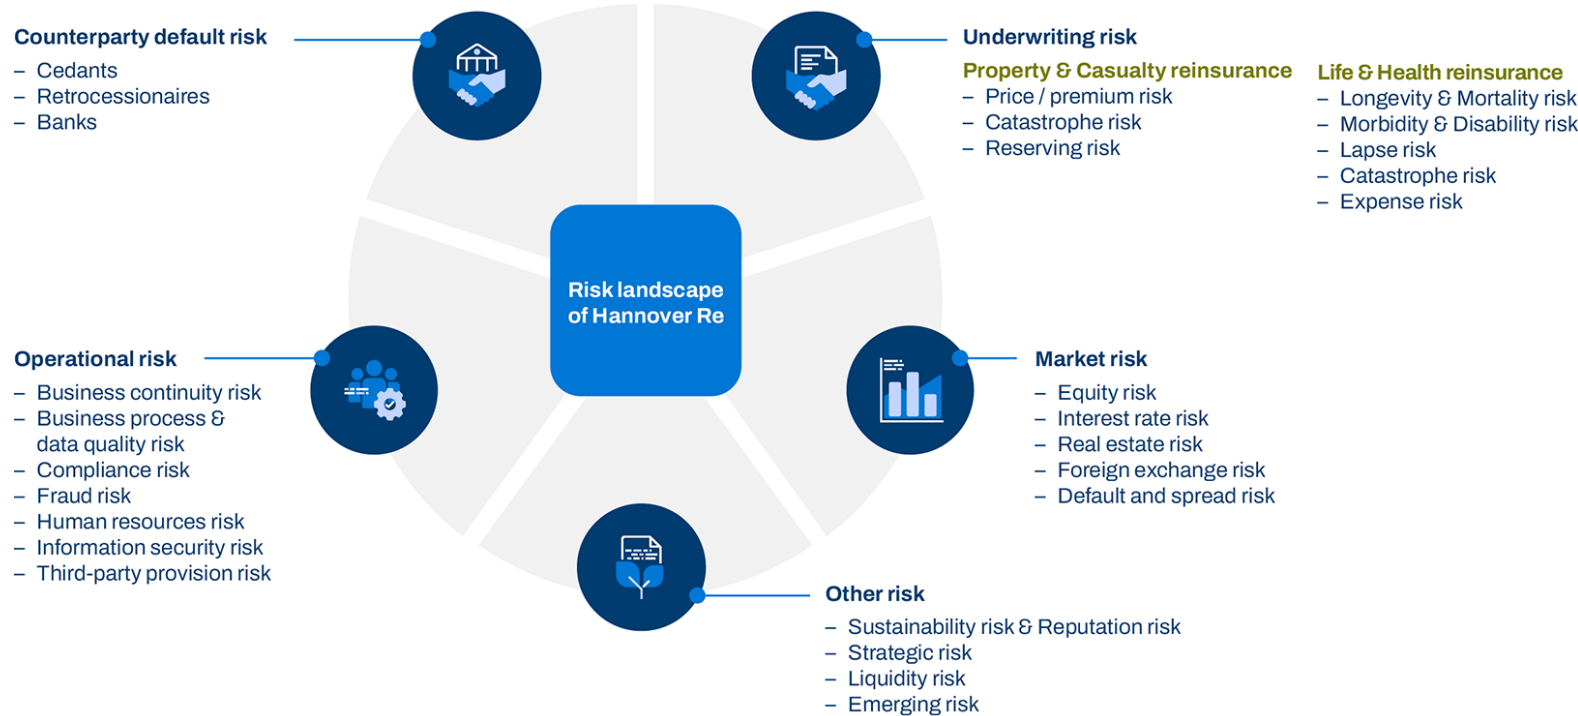 Counterparty default risk
– Cedants
– Retrocessionaires
– Banks
Underwriting risk
Property & Casualty reinsurance
– Price / premium risk
– Catastrophe risk
– Reserving risk
Life & Health reinsurance
– Longevity & Mortality risk
– Morbidity & Disability risk
– Lapse risk
– Catastrophe risk
– Expense risk
Risk landscape
of Hannover Re
Operational risk
– Business continuity risk
– Business process &
data quality risk
– Compliance risk
– Fraud risk
– Human resources risk
– Information security risk
– Third-party provision risk
Market risk
– Equity risk
– Interest rate risk
– Real estate risk
– Foreign exchange risk
– Default and spread risk
Other risk
– Sustainability risk & Reputation risk
– Strategic risk
– Liquidity risk
– Emerging risk